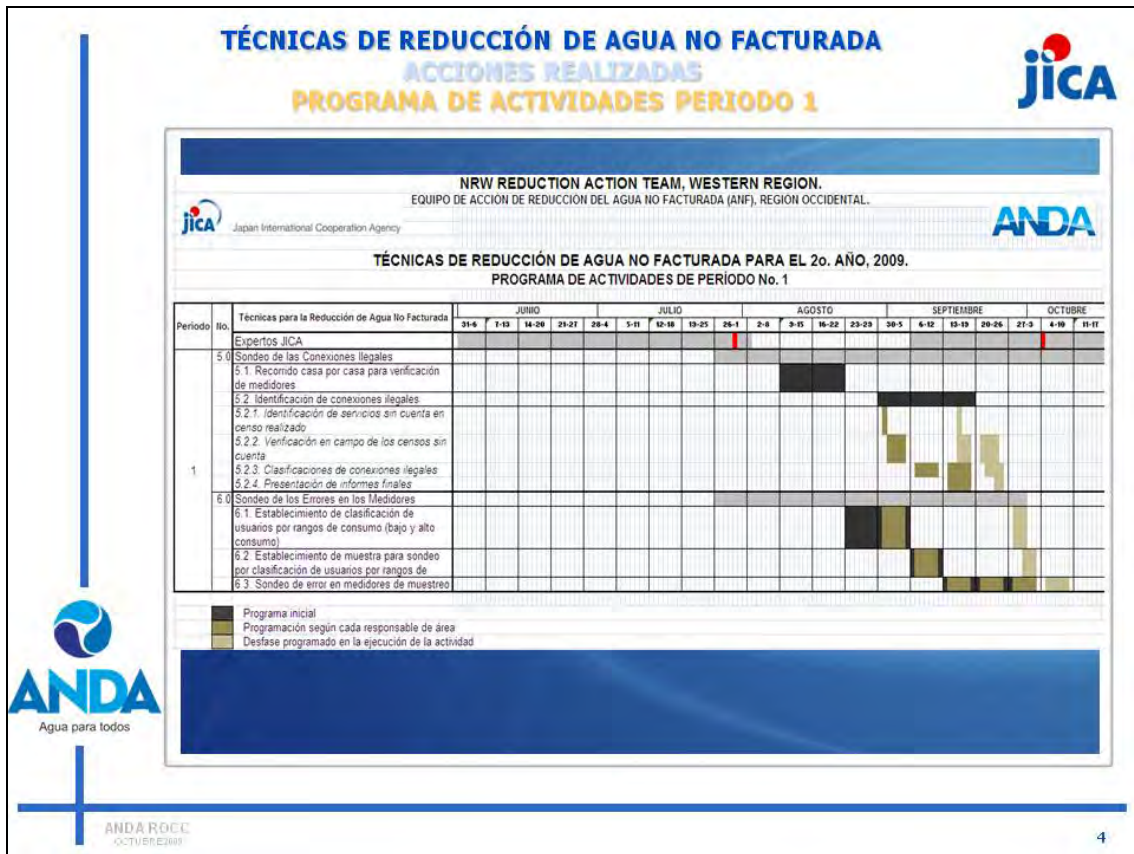 TÉCNICAS DE REDUCCIÓN DE AGUA NO FACTURADA
ACCIONES REALIZADAS
PROGRAMA DE ACTIVIDADES PERIODO 1
jica
NRW REDUCTION ACTION TEAM, WESTERN REGION.
EQUIPO DE ACCION DE REDUCCIÓN DEL AGUA NO FACTURADA (ANF), REGIÓN OCCIDENTAL.
jica Japan International Cooperation Agency
ANDA
TÉCNICAS DE REDUCCIÓN DE AGUA NO FACTURADA PARA EL 2o. AÑO, 2009.
PROGRAMA DE ACTIVIDADES DE PERÍODO No. 1
Periodo No. Técnicas para la Reducción de Agua No Facturada JUNIO JULIO AGOSTO SEPTIEMBRE OCTUBRE
31-6 7-13 14-20 21-27 28-4 5-11 12-18 19-25 26-1 2-8 9-15 16-22 23-29 30-5 6-12 13-19 20-26 27-3 4-10 11-17
Expertos JICA
5.0 Sondeo de las Conexiones Ilegales
5.1. Recorrido casa por casa para verificación
de medidores
5.2. Identificación de conexiones ilegales
5.2.1. Identificación de servicios sin cuenta en
censo realizado
5.2.2. Verificación en campo de los censos sin
cuenta
1
5.2.3. Clasificaciones de conexiones ilegales
5.2.4. Presentación de informes finales
6.0 Sondeo de los Errores en los Medidores
6.1. Establecimiento de clasificación de
usuarios por rangos de consumo (bajo y alto
consumo)
6.2. Establecimiento de muestra para sondeo
por clasificación de usuarios por rangos de
6.3. Sondeo de error en medidores de muestreo
Programa inicial
Programación según cada responsable de área
Desfase programado en la ejecución de la actividad
ANDA
Agua para todos
ANDA ROCC
OCTUBRE2009
4